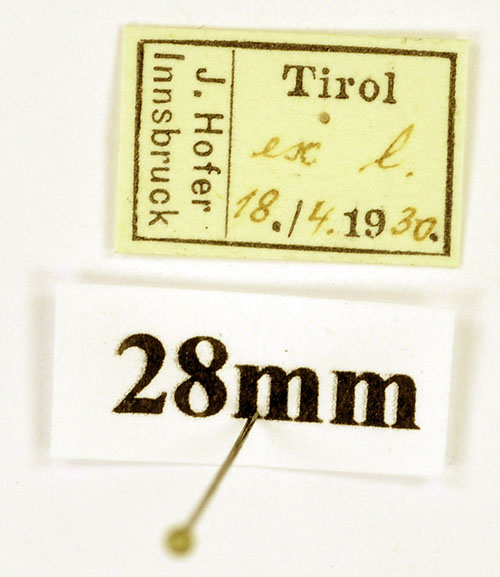 J. Hofer
Innsbruck
Tirol
ex l.
18./4.1930.
28mm